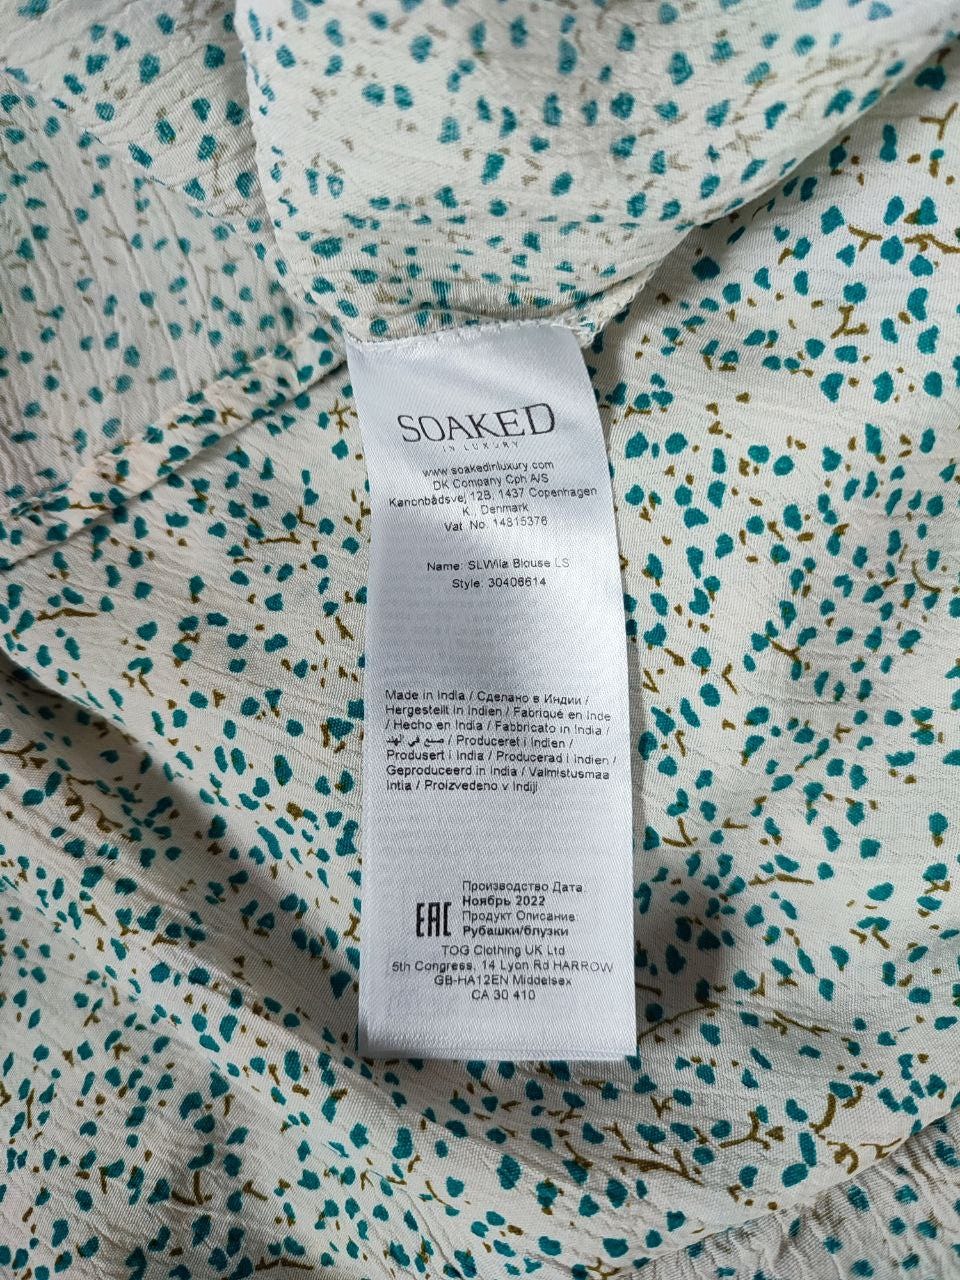 SOAKED
IN LUXURY
www.soakedinluxury.com
DK Company Cph A/S
Kanonbådsvej 12B, 1437 Copenhagen
K., Denmark
Vat. No. 14815376
Name: SLWila Blouse LS
Style: 30406614
Made in India / Сделано в Индии /
Hergestellt in Indien / Fabriqué en Inde
/ Hecho en India / Fabbricato in India /
صنع في الهند / Produceret i Indien /
Produsert i India / Producerad i Indien /
Geproduceerd in India / Valmistusmaa
Intia / Proizvedeno v Indiji
Производство Дата:
Ноябрь 2022
EAC Продукт Описание:
Рубашки/блузки
TOG Clothing UK Ltd
5th Congress, 14 Lyon Rd HARROW
GB-HA12EN Middelsex
CA 30 410